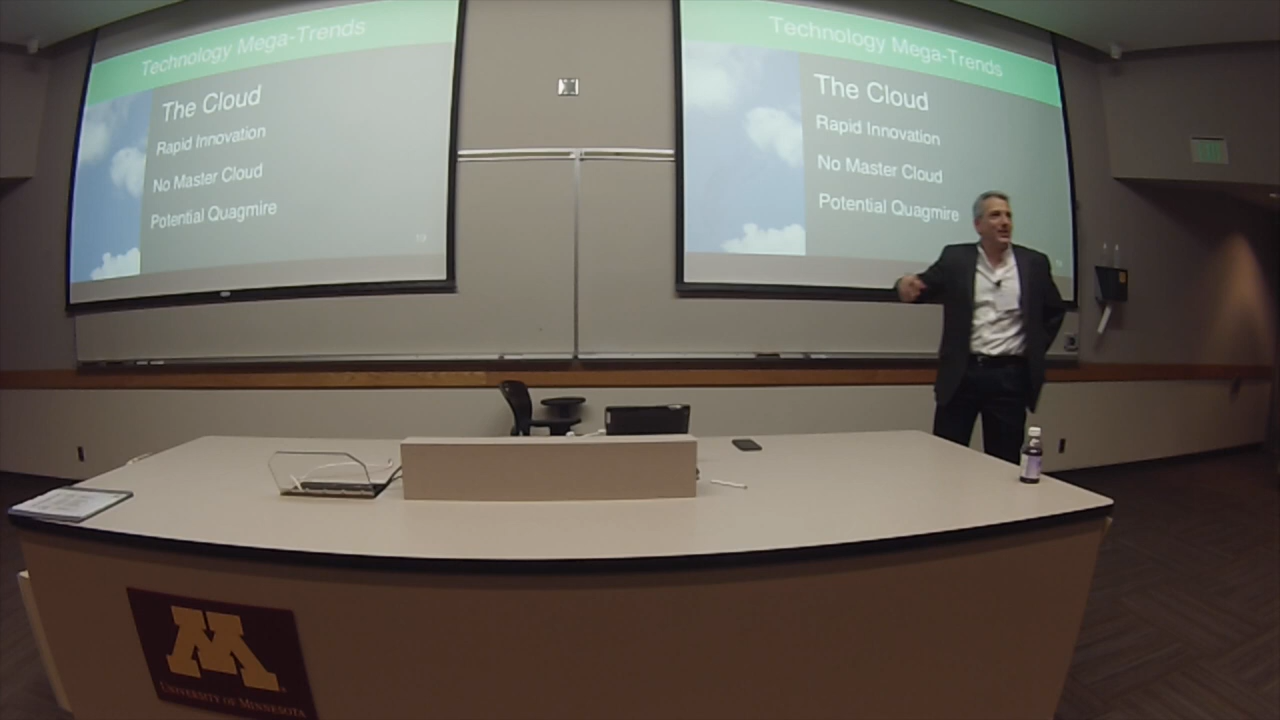 Technology Mega-Trends
The Cloud
Rapid Innovation
No Master Cloud
Potential Quagmire
19
Technology Mega-Trends
The Cloud
Rapid Innovation
No Master Cloud
Potential Quagmire
M
UNIVERSITY OF MINNESOTA